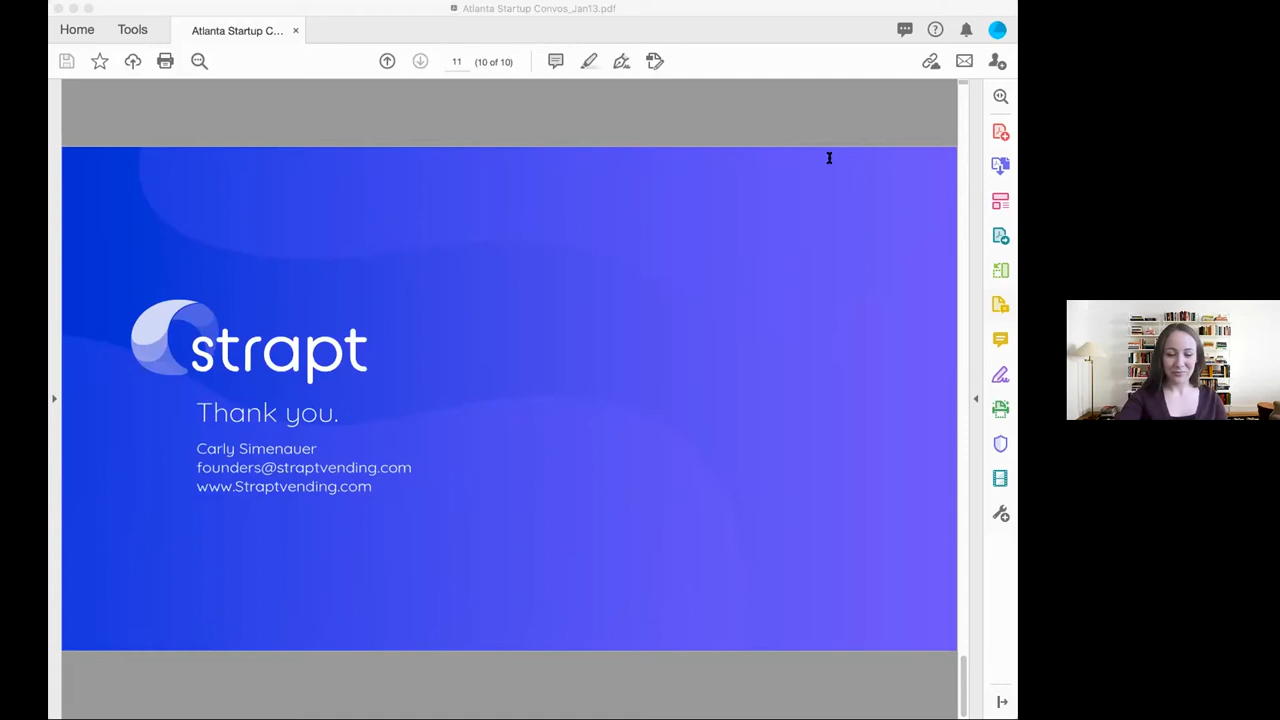 Atlanta Startup Convos_Jan13.pdf
Home
Tools
Atlanta Startup C...
11
(10 of 10)
strapt
Thank you.
Carly Simenauer
founders@straptvending.com
www.Straptvending.com